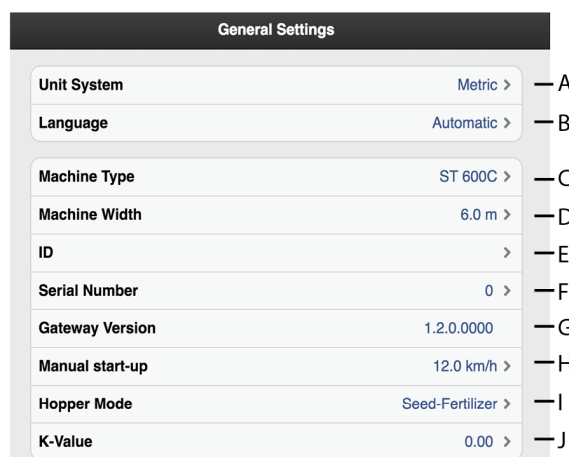 General Settings
Unit System Metric > A
Language Automatic > B
Machine Type ST 600C > C
Machine Width 6.0 m > D
ID > E
Serial Number 0 > F
Gateway Version 1.2.0.0000 G
Manual start-up 12.0 km/h > H
Hopper Mode Seed-Fertilizer > I
K-Value 0.00 > J